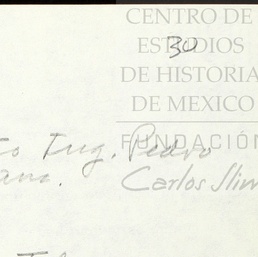 CENTRO DE
ESTUDIOS
30
DE HISTORIA
DE MEXICO
FUNDACIÓN
Ing. Pedro
Carlos Slim